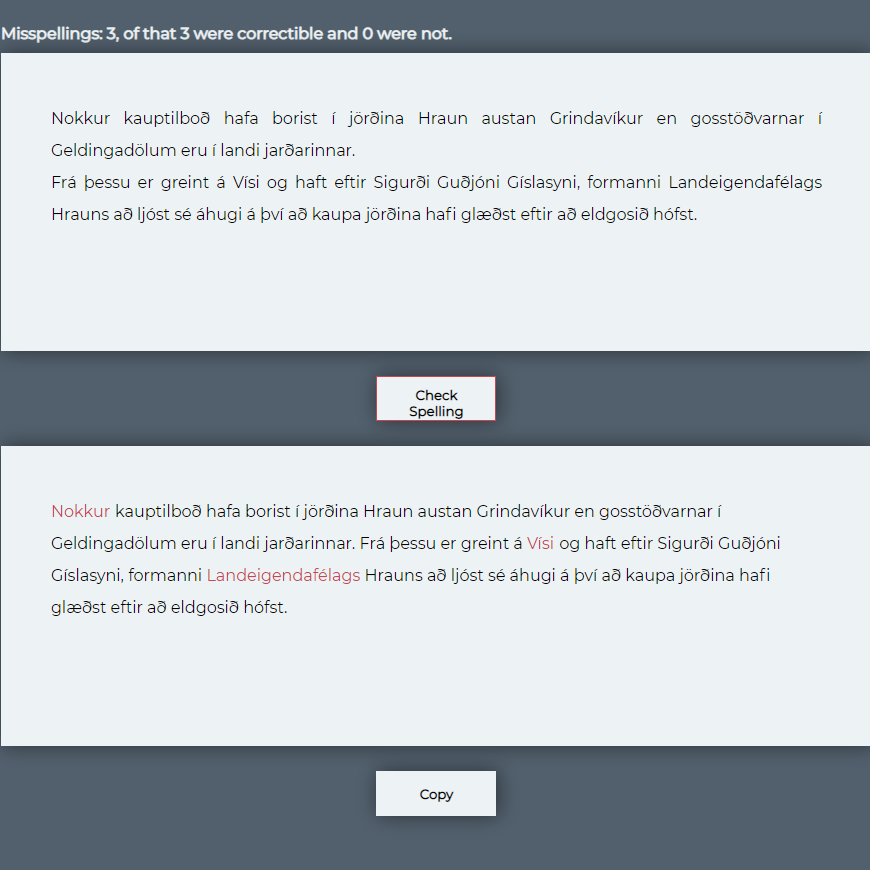 Misspellings: 3, of that 3 were correctible and 0 were not.
Nokkur kauptilboð hafa borist í jörðina Hraun austan Grindavíkur en gosstöðvarnar í
Geldingadölum eru í landi jarðarinnar.
Frá þessu er greint á Vísi og haft eftir Sigurði Guðjóni Gíslasyni, formanni Landeigendafélags
Hrauns að ljóst sé áhugi á því að kaupa jörðina hafi glæðst eftir að eldgosið hófst.
Check
Spelling
Nokkur kauptilboð hafa borist í jörðina Hraun austan Grindavíkur en gosstöðvarnar í
Geldingadölum eru í landi jarðarinnar. Frá þessu er greint á Vísi og haft eftir Sigurði Guðjóni
Gíslasyni, formanni Landeigendafélags Hrauns að ljóst sé áhugi á því að kaupa jörðina hafi
glæðst eftir að eldgosið hófst.
Copy